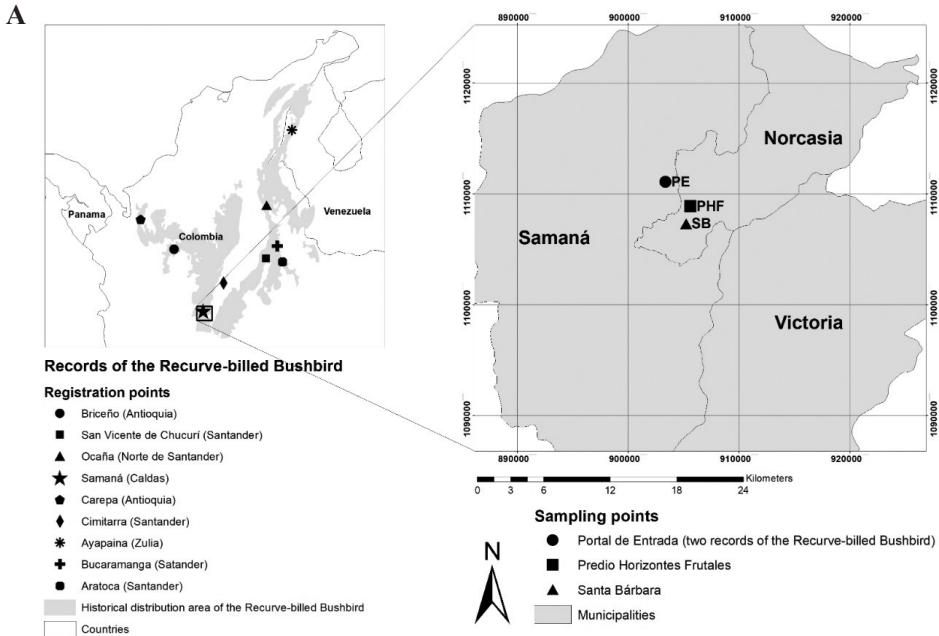 A
Panama
Colombia
Venezuela
Records of the Recurve-billed Bushbird
Registration points
Briceño (Antioquia)
San Vicente de Chucurí (Santander)
Ocaña (Norte de Santander)
Samaná (Caldas)
Carepa (Antioquia)
Cimitarra (Santander)
Ayapaina (Zulia)
Bucaramanga (Satander)
Aratoca (Santander)
Historical distribution area of the Recurve-billed Bushbird
Countries
890000 900000 910000 920000
1120000 1120000
Norcasia
PE
1110000 1110000
PHF
SB
Samaná
1100000 1100000
Victoria
1090000 1090000
890000 900000 910000 920000
Kilometers
0 3 6 12 18 24
N
Sampling points
Portal de Entrada (two records of the Recurve-billed Bushbird)
Predio Horizontes Frutales
Santa Bárbara
Municipalities